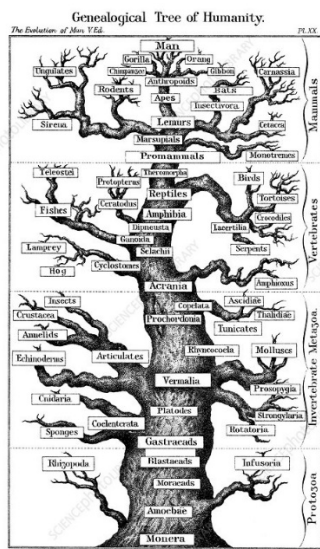 Genealogical Tree of Humanity.
The Evolution of Man V.Ed.
PL.XX.
Man
Gorilla
Orang
Chimpanzee
Gibbon
Anthropoids
Ungulates
Carnassia
Rodents
Bats
Apes
Insectivora
Lemurs
Sirena
Cetacea
Marsupials
Promammals
Monotremes
Mammals
Teleostei
Theromorpha
Birds
Protopterus
Reptiles
Ceratodus
Tortoises
Fishes
Amphibia
Crocodiles
Dipneusta
Lacertilia
Ganoids
Lamprey
Selachii
Serpents
Cyclostomes
Hag
Amphioxus
Acrania
Vertebrates
Insects
Copelata
Ascidiae
Crustacea
Prochordonia
Thalidiae
Tunicates
Annelids
Rhyncocoela
Molluscs
Echinoderms
Articulates
Vermalia
Prosopygia
Cnidaria
Platodes
Strongylaria
Coelenterata
Rotatoria
Sponges
Gastraeads
Invertebrate Metazoa.
Blastaeads
Rhizopoda
Infusoria
Moraeads
Amoebae
Monera
Protozoa